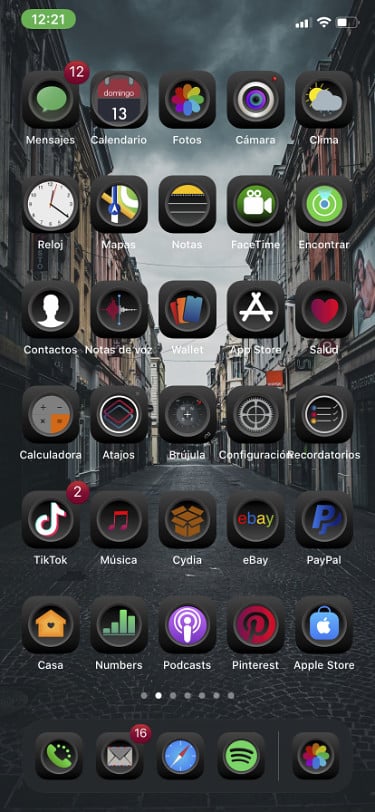 12:21
12
domingo
13
Mensajes
Calendario
Fotos
Cámara
Clima
Reloj
Mapas
Notas
FaceTime
Encontrar
Contactos
Notas de voz
Wallet
App Store
Salud
Calculadora
Atajos
Brújula
Configuración
Recordatorios
2
ebay
TikTok
Música
Cydia
eBay
PayPal
Casa
Numbers
Podcasts
Pinterest
Apple Store
16